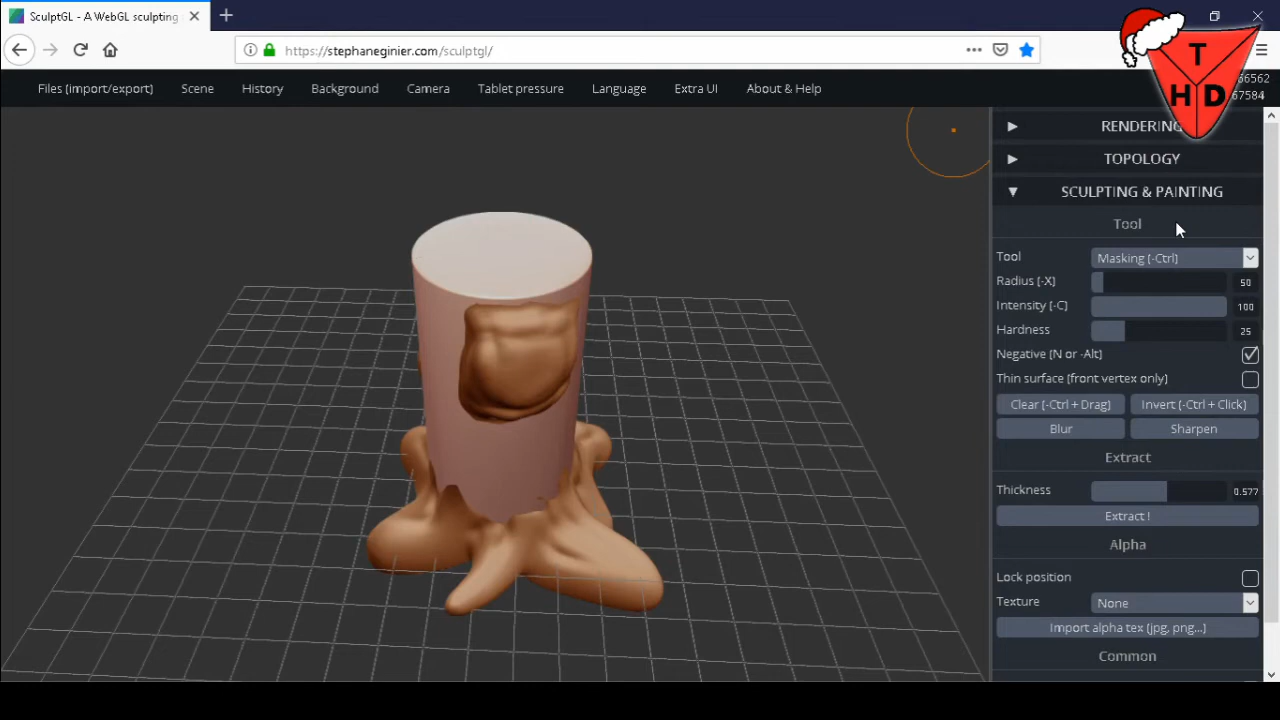 SculptGL - A WebGL sculpting
https://stephaneginier.com/sculptgl/
Files (import/export) Scene History Background Camera Tablet pressure Language Extra UI About & Help
66562
67584
T
H D
RENDERING
TOPOLOGY
SCULPTING & PAINTING
Tool
Tool Masking (-Ctrl)
Radius (-X) 50
Intensity (-C) 100
Hardness 25
Negative (N or -Alt)
Thin surface (front vertex only)
Clear (-Ctrl + Drag) Invert (-Ctrl + Click)
Blur Sharpen
Extract
Thickness 0.577
Extract !
Alpha
Lock position
Texture None
Import alpha tex (jpg, png...)
Common